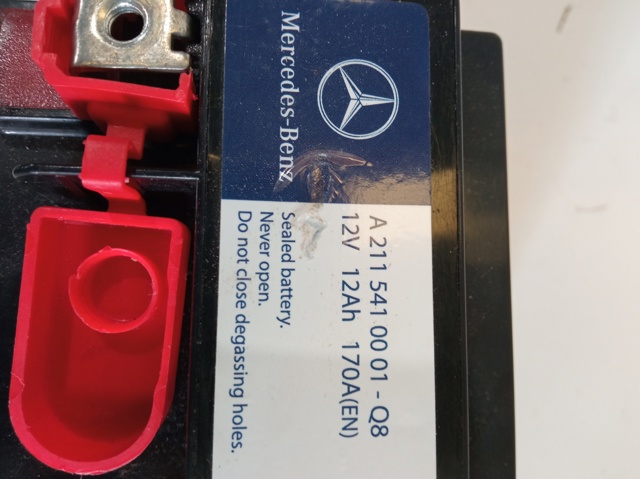 Mercedes-Benz
A 211 541 00 01 - Q8
12V 12Ah 170A(EN)
Sealed battery.
Never open.
Do not close degassing holes.